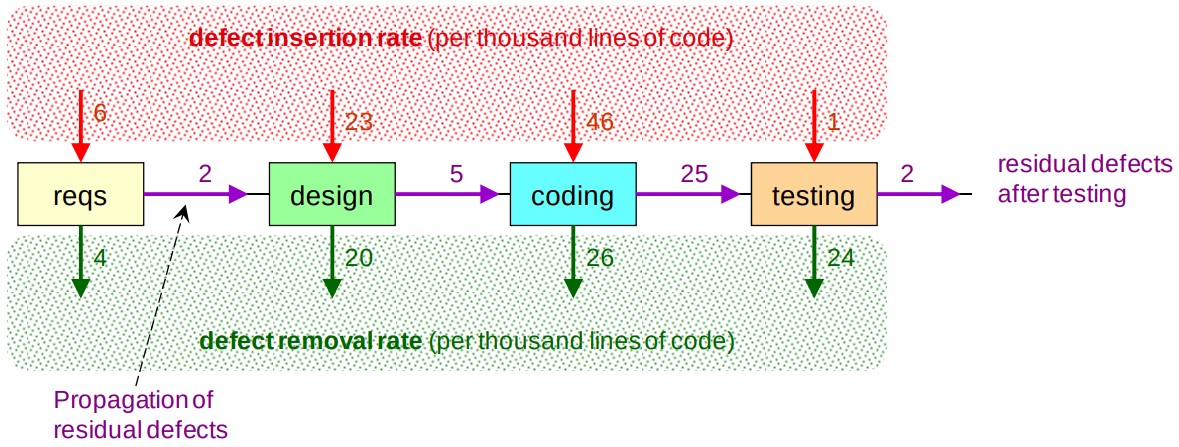 defect insertion rate (per thousand lines of code)
6
23
46
1
reqs
2
design
5
coding
25
testing
2
residual defects
after testing
4
20
26
24
defect removal rate (per thousand lines of code)
Propagation of
residual defects